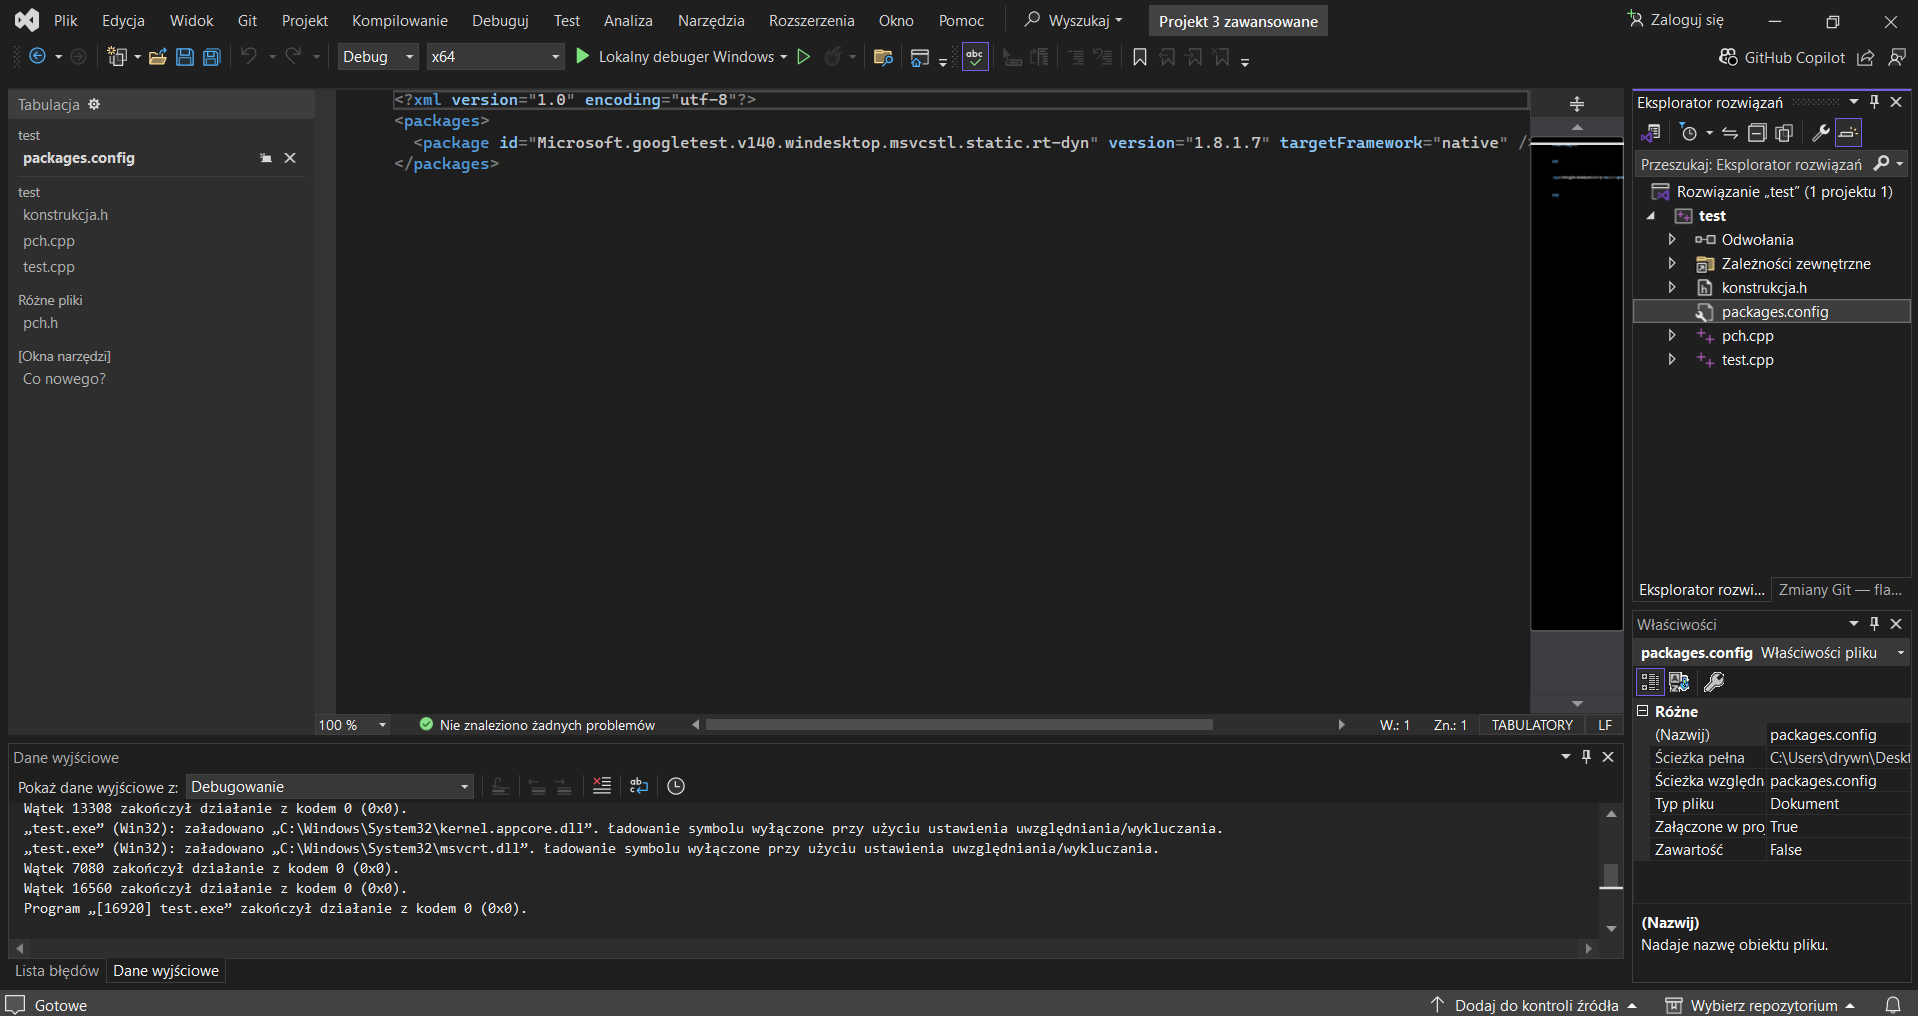 Plik Edycja Widok Git Projekt Kompilowanie Debuguj Test Analiza Narzędzia Rozszerzenia Okno Pomoc Wyszukaj Projekt 3 zawansowane Zaloguj się
Debug x64 Lokalny debuger Windows abc GitHub Copilot
Tabulacja
test
packages.config
test
konstrukcja.h
pch.cpp
test.cpp
Różne pliki
pch.h
[Okna narzędzi]
Co nowego?
<?xml version="1.0" encoding="utf-8"?>
<packages>
<package id="Microsoft.googletest.v140.windesktop.msvcstl.static.rt-dyn" version="1.8.1.7" targetFramework="native" /
</packages>
100 % Nie znaleziono żadnych problemów W.: 1 Zn.: 1 TABULATORY LF
Eksplorator rozwiązań
Przeszukaj: Eksplorator rozwiązań
Rozwiązanie „test” (1 projektu 1)
test
Odwołania
Zależności zewnętrzne
konstrukcja.h
packages.config
pch.cpp
test.cpp
Eksplorator rozwi... Zmiany Git — fla...
Właściwości
packages.config Właściwości pliku
Różne
(Nazwij) packages.config
Ścieżka pełna C:\Users\drywn\Deskt
Ścieżka względn packages.config
Typ pliku Dokument
Załączone w proj True
Zawartość False
(Nazwij)
Nadaje nazwę obiektu pliku.
Dane wyjściowe
Pokaż dane wyjściowe z: Debugowanie
Wątek 13308 zakończył działanie z kodem 0 (0x0).
„test.exe” (Win32): załadowano „C:\Windows\System32\kernel.appcore.dll”. Ładowanie symbolu wyłączone przy użyciu ustawienia uwzględniania/wykluczania.
„test.exe” (Win32): załadowano „C:\Windows\System32\msvcrt.dll”. Ładowanie symbolu wyłączone przy użyciu ustawienia uwzględniania/wykluczania.
Wątek 7080 zakończył działanie z kodem 0 (0x0).
Wątek 16560 zakończył działanie z kodem 0 (0x0).
Program „[16920] test.exe” zakończył działanie z kodem 0 (0x0).
Lista błędów Dane wyjściowe
Gotowe Dodaj do kontroli źródła Wybierz repozytorium